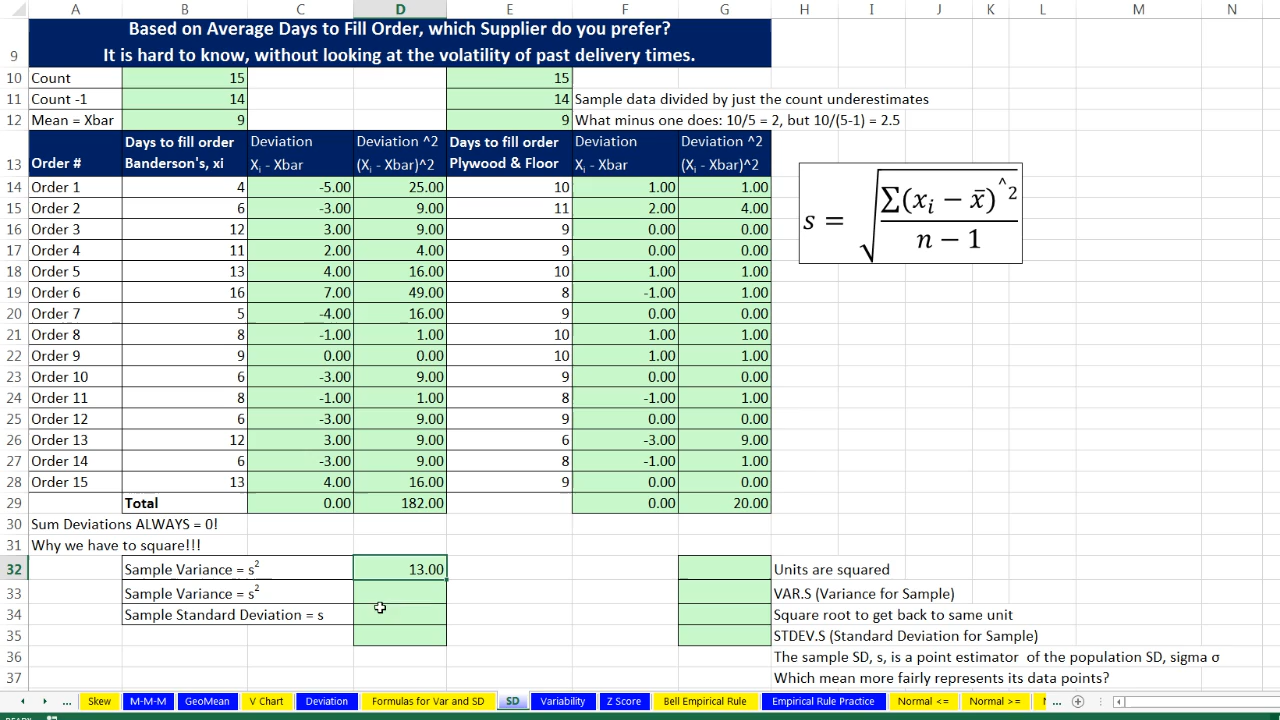 A B C D E F G H I J K L M N
Based on Average Days to Fill Order, which Supplier do you prefer?
9 It is hard to know, without looking at the volatility of past delivery times.
10 Count 15 15
11 Count -1 14 14 Sample data divided by just the count underestimates
12 Mean = Xbar 9 9 What minus one does: 10/5 = 2, but 10/(5-1) = 2.5
Days to fill order Deviation Deviation ^2 Days to fill order Deviation Deviation ^2
13 Order # Banderson's, xi Xi - Xbar (Xi - Xbar)^2 Plywood & Floor Xi - Xbar (Xi - Xbar)^2
14 Order 1 4 -5.00 25.00 10 1.00 1.00
15 Order 2 6 -3.00 9.00 11 2.00 4.00
16 Order 3 12 3.00 9.00 9 0.00 0.00
17 Order 4 11 2.00 4.00 9 0.00 0.00
18 Order 5 13 4.00 16.00 10 1.00 1.00
19 Order 6 16 7.00 49.00 8 -1.00 1.00
20 Order 7 5 -4.00 16.00 9 0.00 0.00
21 Order 8 8 -1.00 1.00 10 1.00 1.00
22 Order 9 9 0.00 0.00 10 1.00 1.00
23 Order 10 6 -3.00 9.00 9 0.00 0.00
24 Order 11 8 -1.00 1.00 8 -1.00 1.00
25 Order 12 6 -3.00 9.00 9 0.00 0.00
26 Order 13 12 3.00 9.00 6 -3.00 9.00
27 Order 14 6 -3.00 9.00 8 -1.00 1.00
28 Order 15 13 4.00 16.00 9 0.00 0.00
29 Total 0.00 182.00 0.00 20.00
s = √(∑(xᵢ − x̄)^2 / (n − 1))
30 Sum Deviations ALWAYS = 0!
31 Why we have to square!!!
32 Sample Variance = s² 13.00 Units are squared
33 Sample Variance = s² VAR.S (Variance for Sample)
34 Sample Standard Deviation = s Square root to get back to same unit
35 STDEV.S (Standard Deviation for Sample)
36 The sample SD, s, is a point estimator of the population SD, sigma σ
37 Which mean more fairly represents its data points?
... Skew M-M-M GeoMean V Chart Deviation Formulas for Var and SD SD Variability Z Score Bell Empirical Rule Empirical Rule Practice Normal <= Normal >= ...